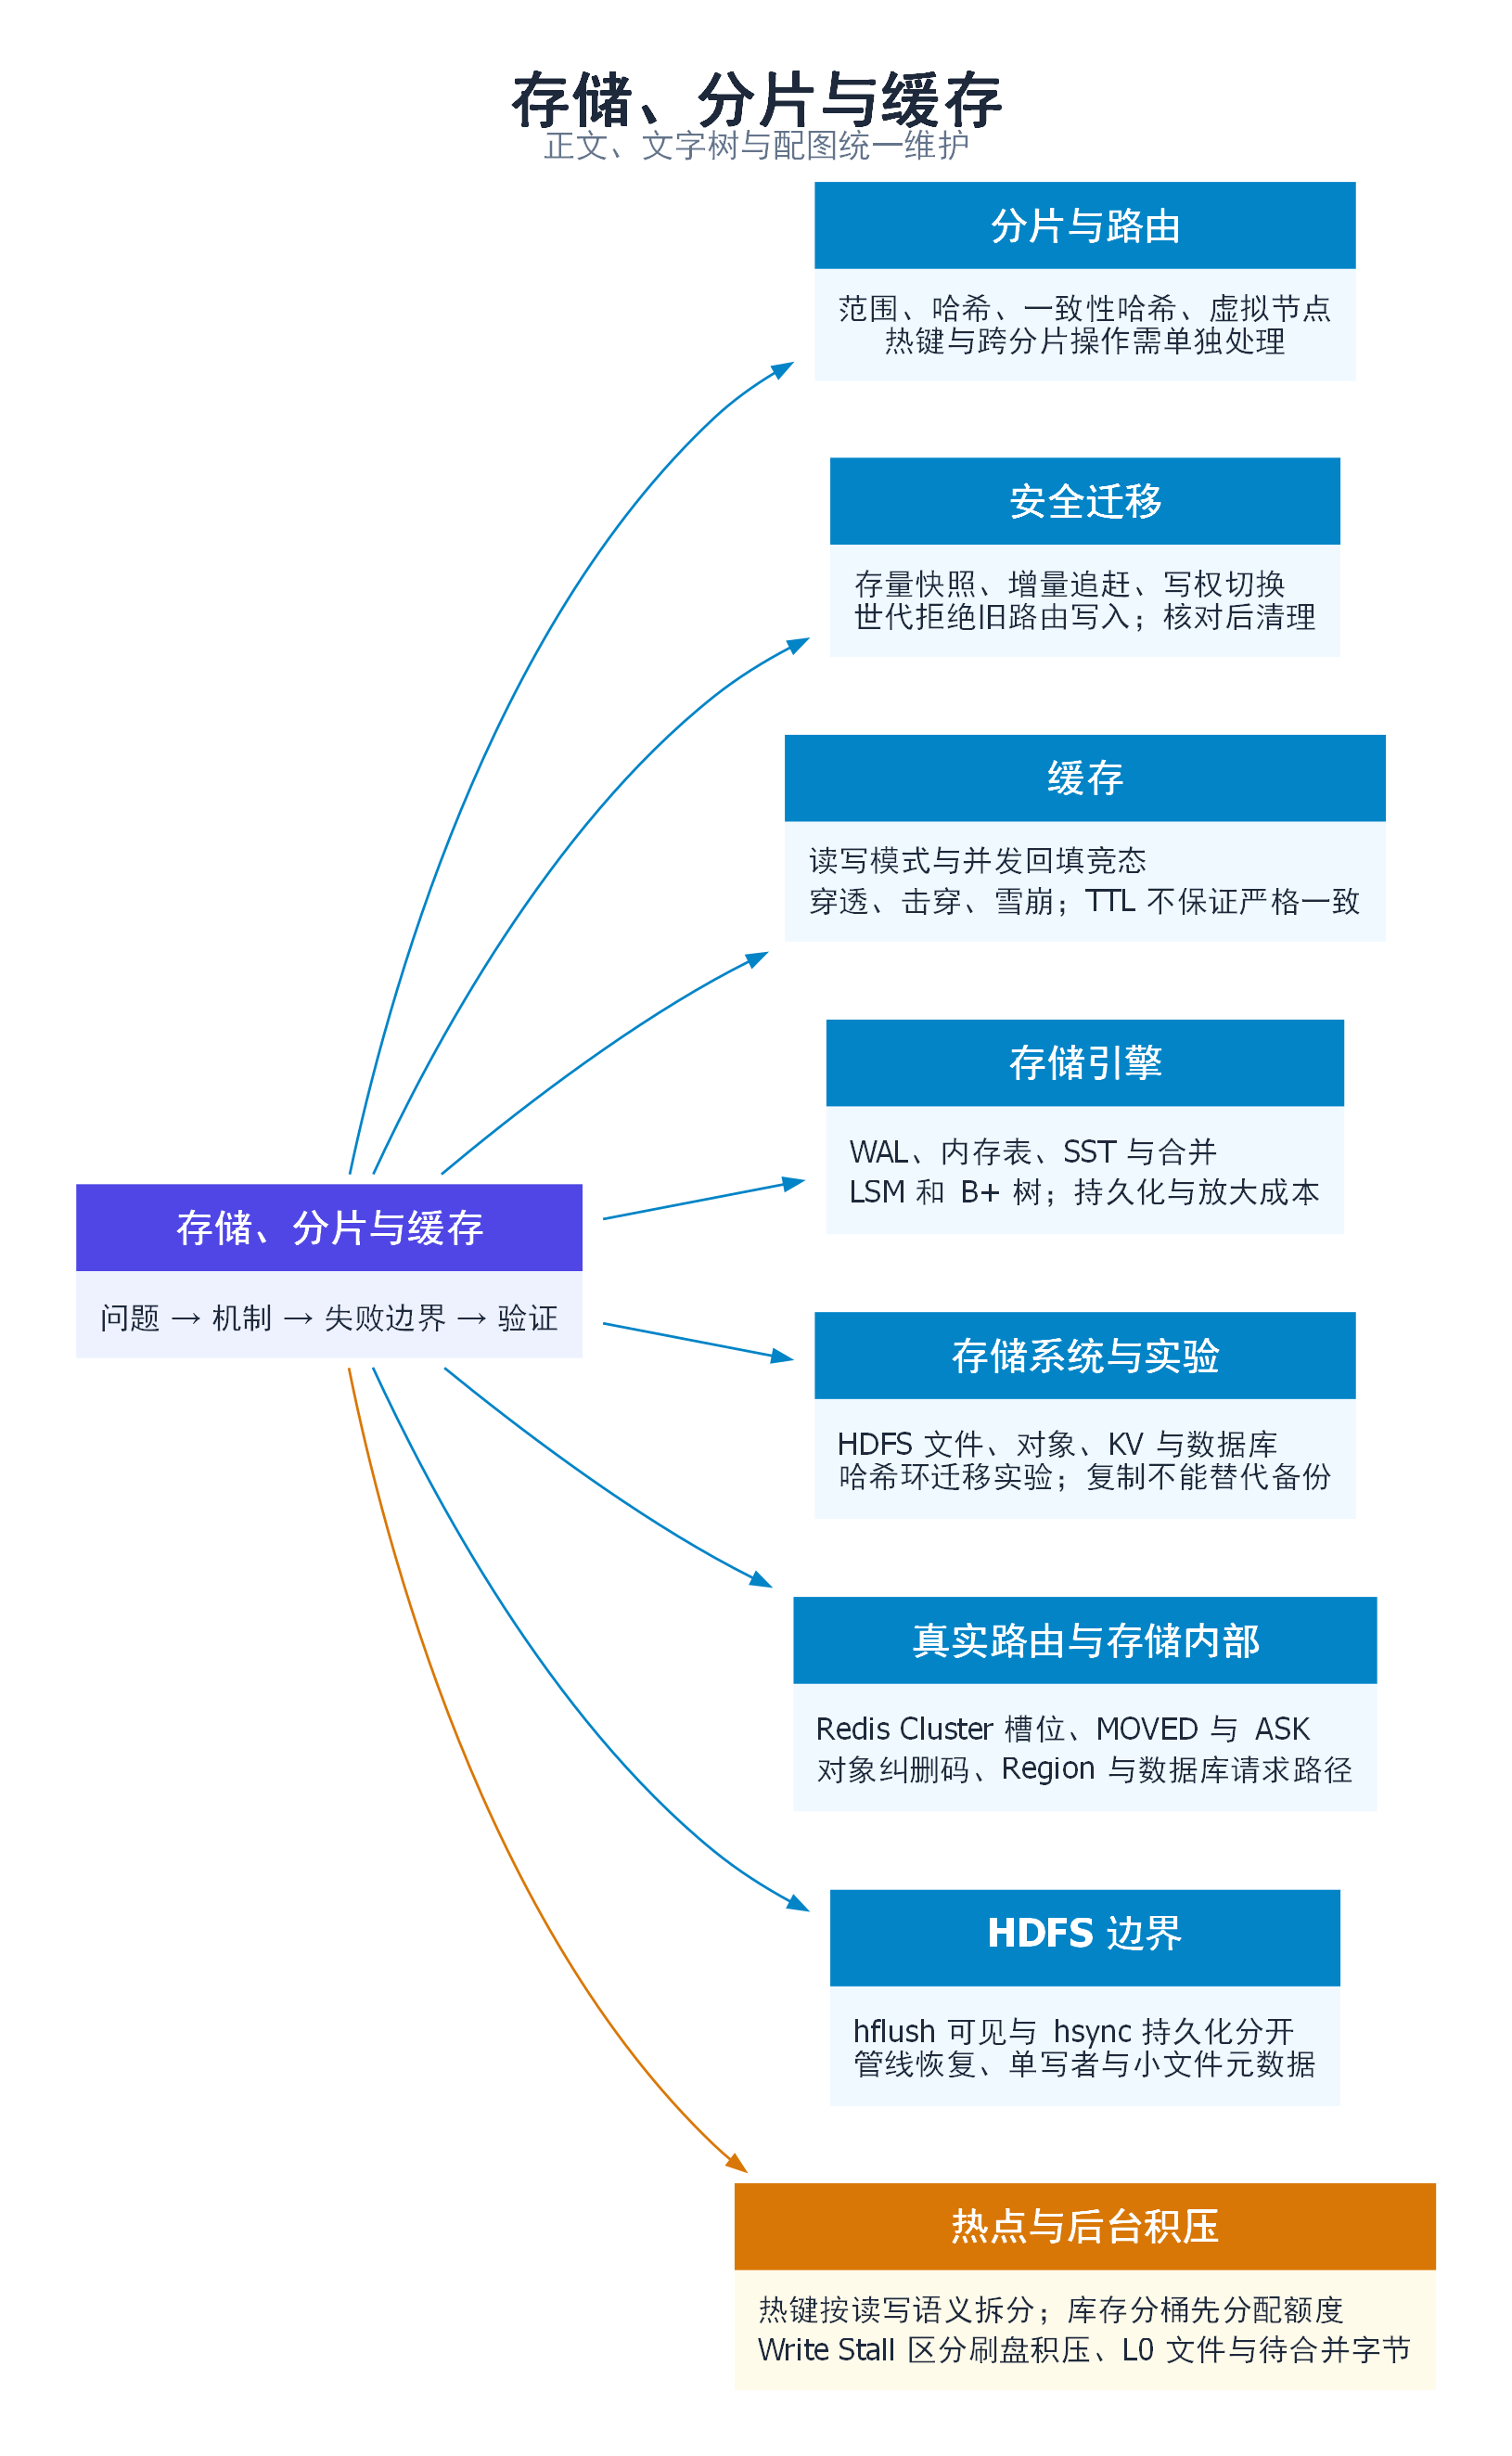 存储、分片与缓存
正文、文字树与配图统一维护
分片与路由
范围、哈希、一致性哈希、虚拟节点
热键与跨分片操作需单独处理
安全迁移
存量快照、增量追赶、写权切换
世代拒绝旧路由写入；核对后清理
缓存
读写模式与并发回填竞态
穿透、击穿、雪崩；TTL 不保证严格一致
存储引擎
WAL、内存表、SST 与合并
LSM 和 B+ 树；持久化与放大成本
存储、分片与缓存
问题 → 机制 → 失败边界 → 验证
存储系统与实验
HDFS 文件、对象、KV 与数据库
哈希环迁移实验；复制不能替代备份
真实路由与存储内部
Redis Cluster 槽位、MOVED 与 ASK
对象纠删码、Region 与数据库请求路径
HDFS 边界
hflush 可见与 hsync 持久化分开
管线恢复、单写者与小文件元数据
热点与后台积压
热键按读写语义拆分；库存分桶先分配额度
Write Stall 区分刷盘积压、L0 文件与待合并字节